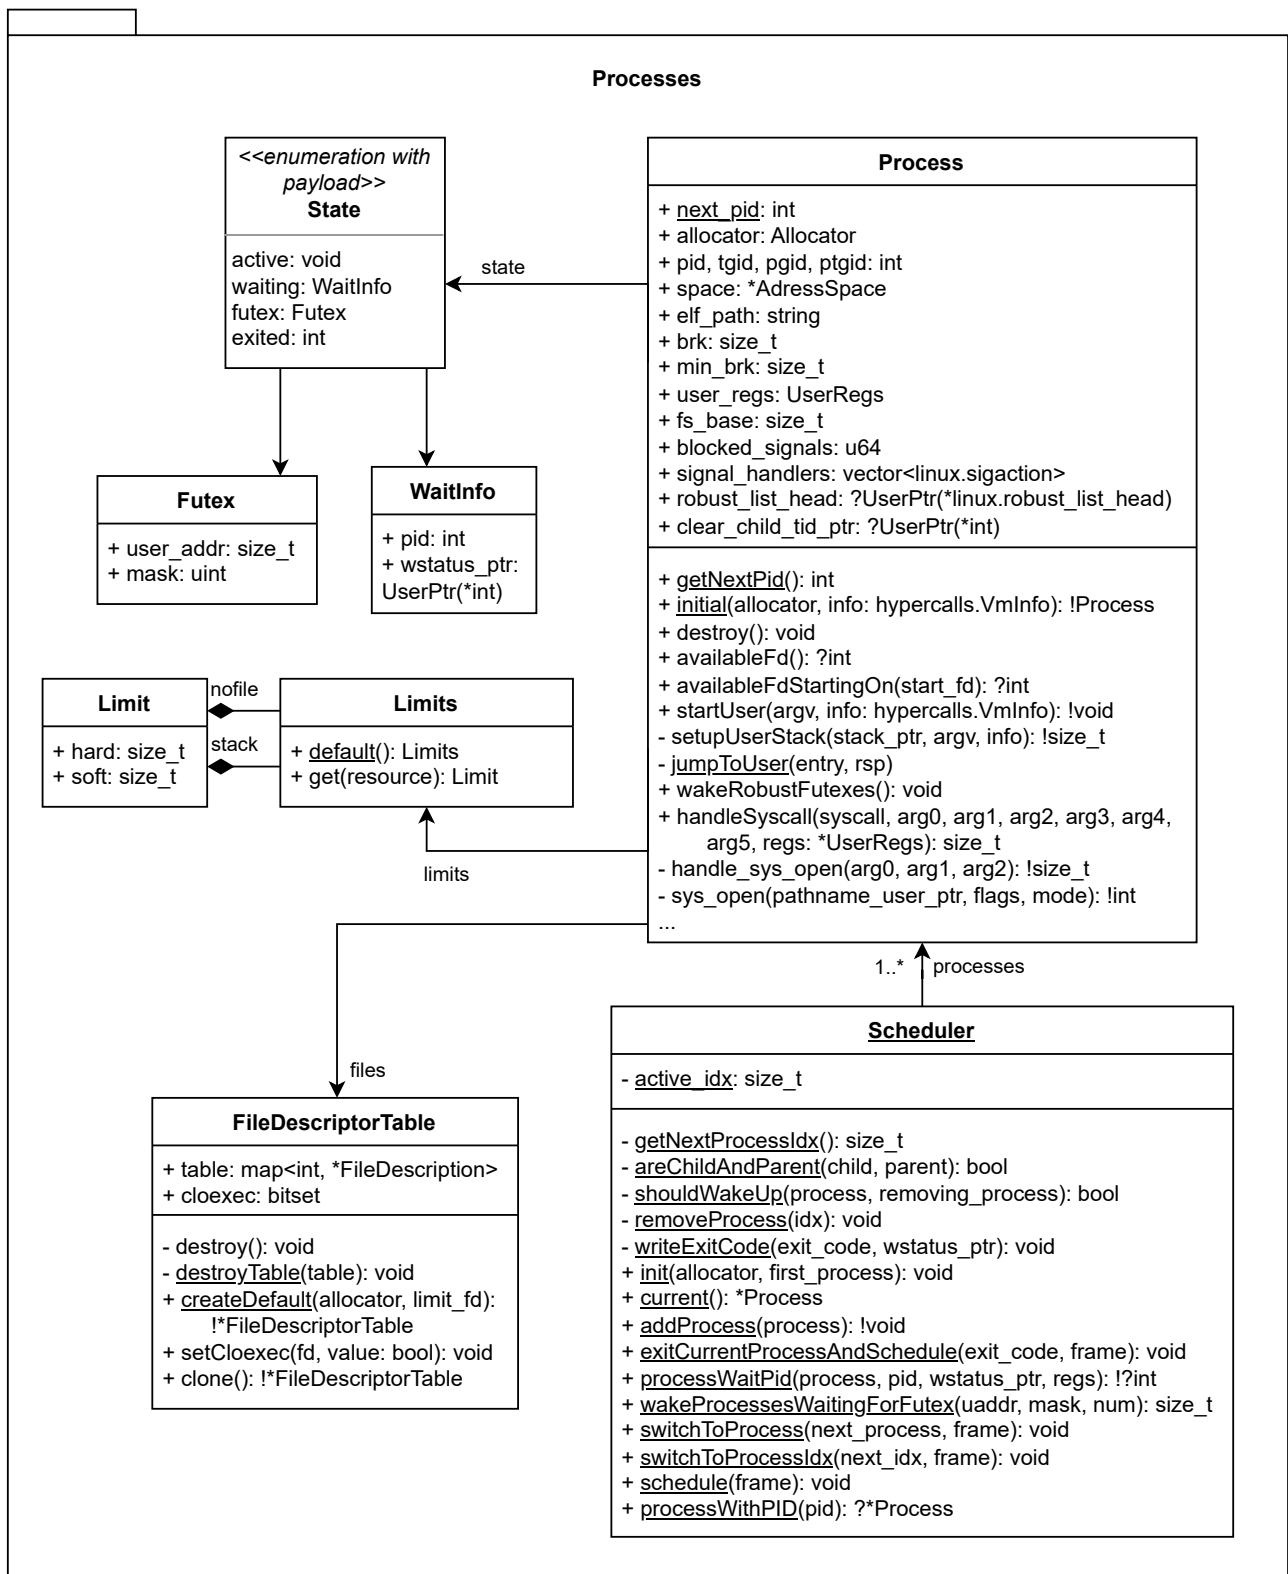 Processes
<<enumeration with
payload>>
State
active: void
waiting: WaitInfo
futex: Futex
exited: int
state
Process
+ next_pid: int
+ allocator: Allocator
+ pid, tgid, pgid, ptgid: int
+ space: *AdressSpace
+ elf_path: string
+ brk: size_t
+ min_brk: size_t
+ user_regs: UserRegs
+ fs_base: size_t
+ blocked_signals: u64
+ signal_handlers: vector<linux.sigaction>
+ robust_list_head: ?UserPtr(*linux.robust_list_head)
+ clear_child_tid_ptr: ?UserPtr(*int)
+ getNextPid(): int
+ initial(allocator, info: hypercalls.VmInfo): !Process
+ destroy(): void
+ availableFd(): ?int
+ availableFdStartingOn(start_fd): ?int
+ startUser(argv, info: hypercalls.VmInfo): !void
- setupUserStack(stack_ptr, argv, info): !size_t
- jumpToUser(entry, rsp)
+ wakeRobustFutexes(): void
+ handleSyscall(syscall, arg0, arg1, arg2, arg3, arg4,
arg5, regs: *UserRegs): size_t
- handle_sys_open(arg0, arg1, arg2): !size_t
- sys_open(pathname_user_ptr, flags, mode): !int
...
Futex
+ user_addr: size_t
+ mask: uint
WaitInfo
+ pid: int
+ wstatus_ptr:
UserPtr(*int)
Limit
+ hard: size_t
+ soft: size_t
nofile
stack
Limits
+ default(): Limits
+ get(resource): Limit
limits
files
FileDescriptorTable
+ table: map<int, *FileDescription>
+ cloexec: bitset
- destroy(): void
- destroyTable(table): void
+ createDefault(allocator, limit_fd):
!*FileDescriptorTable
+ setCloexec(fd, value: bool): void
+ clone(): !*FileDescriptorTable
1..*
processes
Scheduler
- active_idx: size_t
- getNextProcessIdx(): size_t
- areChildAndParent(child, parent): bool
- shouldWakeUp(process, removing_process): bool
- removeProcess(idx): void
- writeExitCode(exit_code, wstatus_ptr): void
+ init(allocator, first_process): void
+ current(): *Process
+ addProcess(process): !void
+ exitCurrentProcessAndSchedule(exit_code, frame): void
+ processWaitPid(process, pid, wstatus_ptr, regs): !?int
+ wakeProcessesWaitingForFutex(uaddr, mask, num): size_t
+ switchToProcess(next_process, frame): void
+ switchToProcessIdx(next_idx, frame): void
+ schedule(frame): void
+ processWithPID(pid): ?*Process